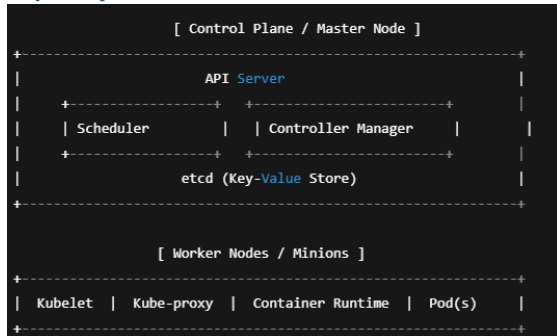 [ Control Plane / Master Node ]
API Server
| Scheduler | | Controller Manager |
etcd (Key-Value Store)
[ Worker Nodes / Minions ]
| Kubelet | Kube-proxy | Container Runtime | Pod(s) |